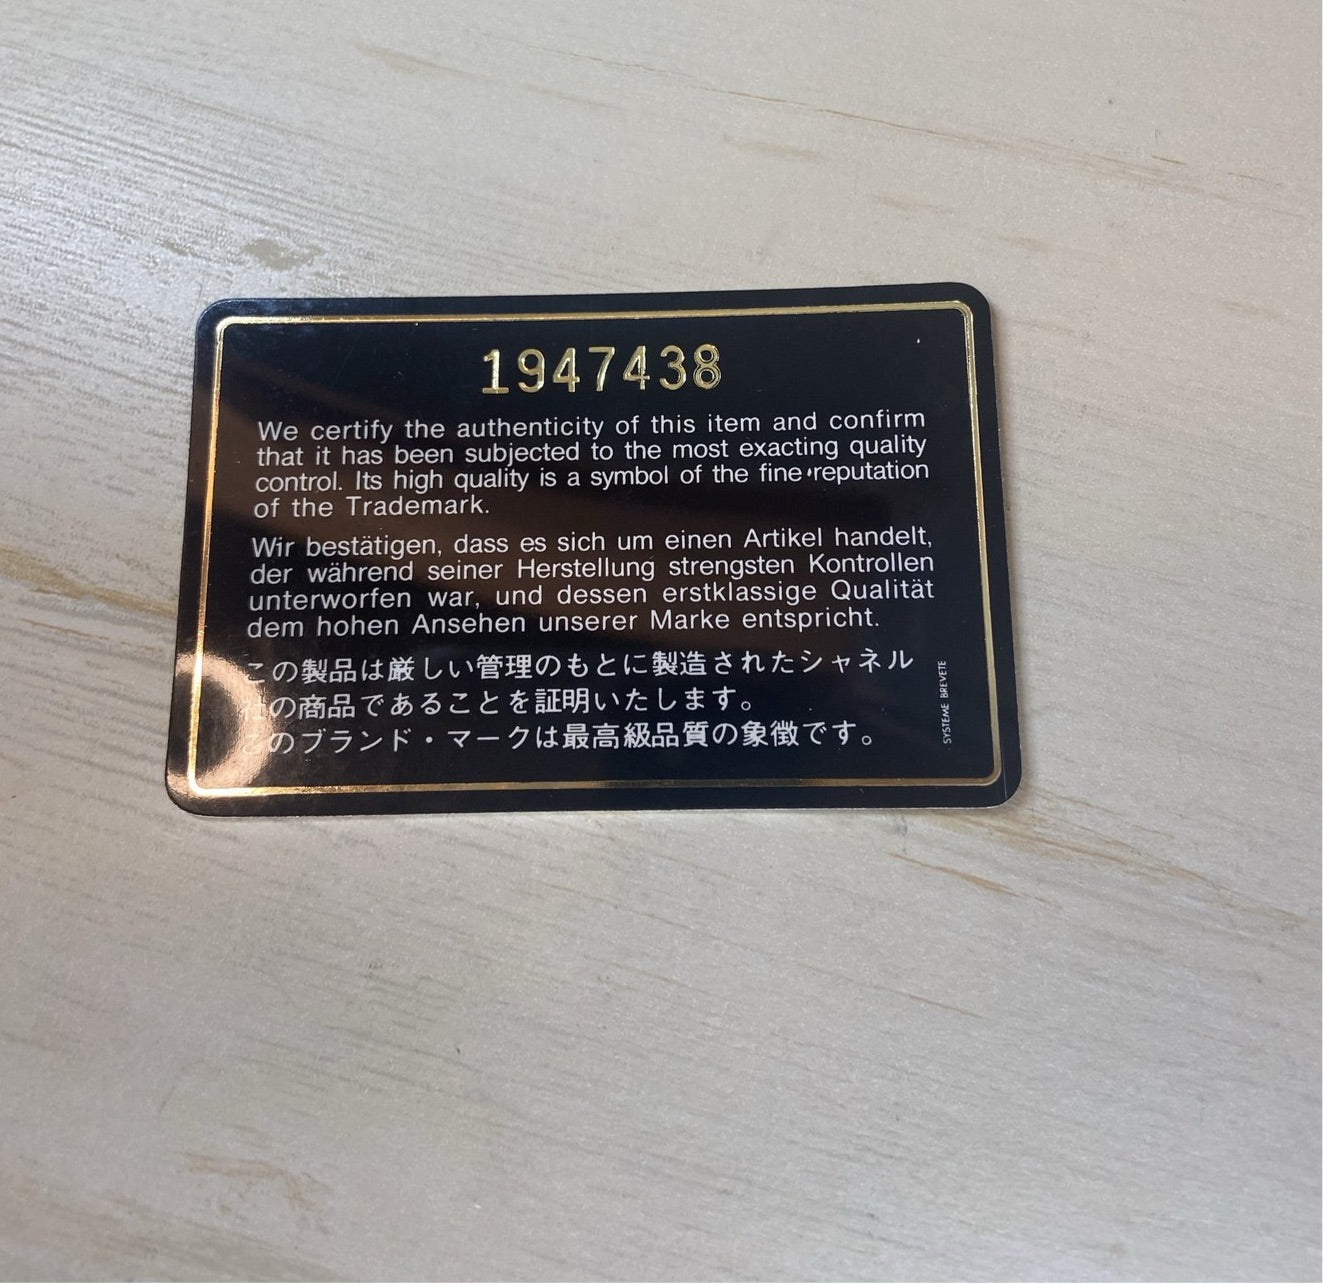 1947438
We certify the authenticity of this item and confirm
that it has been subjected to the most exacting quality
control. Its high quality is a symbol of the fine reputation
of the Trademark.
Wir bestätigen, dass es sich um einen Artikel handelt,
der während seiner Herstellung strengsten Kontrollen
unterworfen war, und dessen erstklassige Qualität
dem hohen Ansehen unserer Marke entspricht.
この製品は厳しい管理のもとに製造されたシャネル
社の商品であることを証明いたします。
このブランド・マークは最高級品質の象徴です。
SYSTEME BREVETE